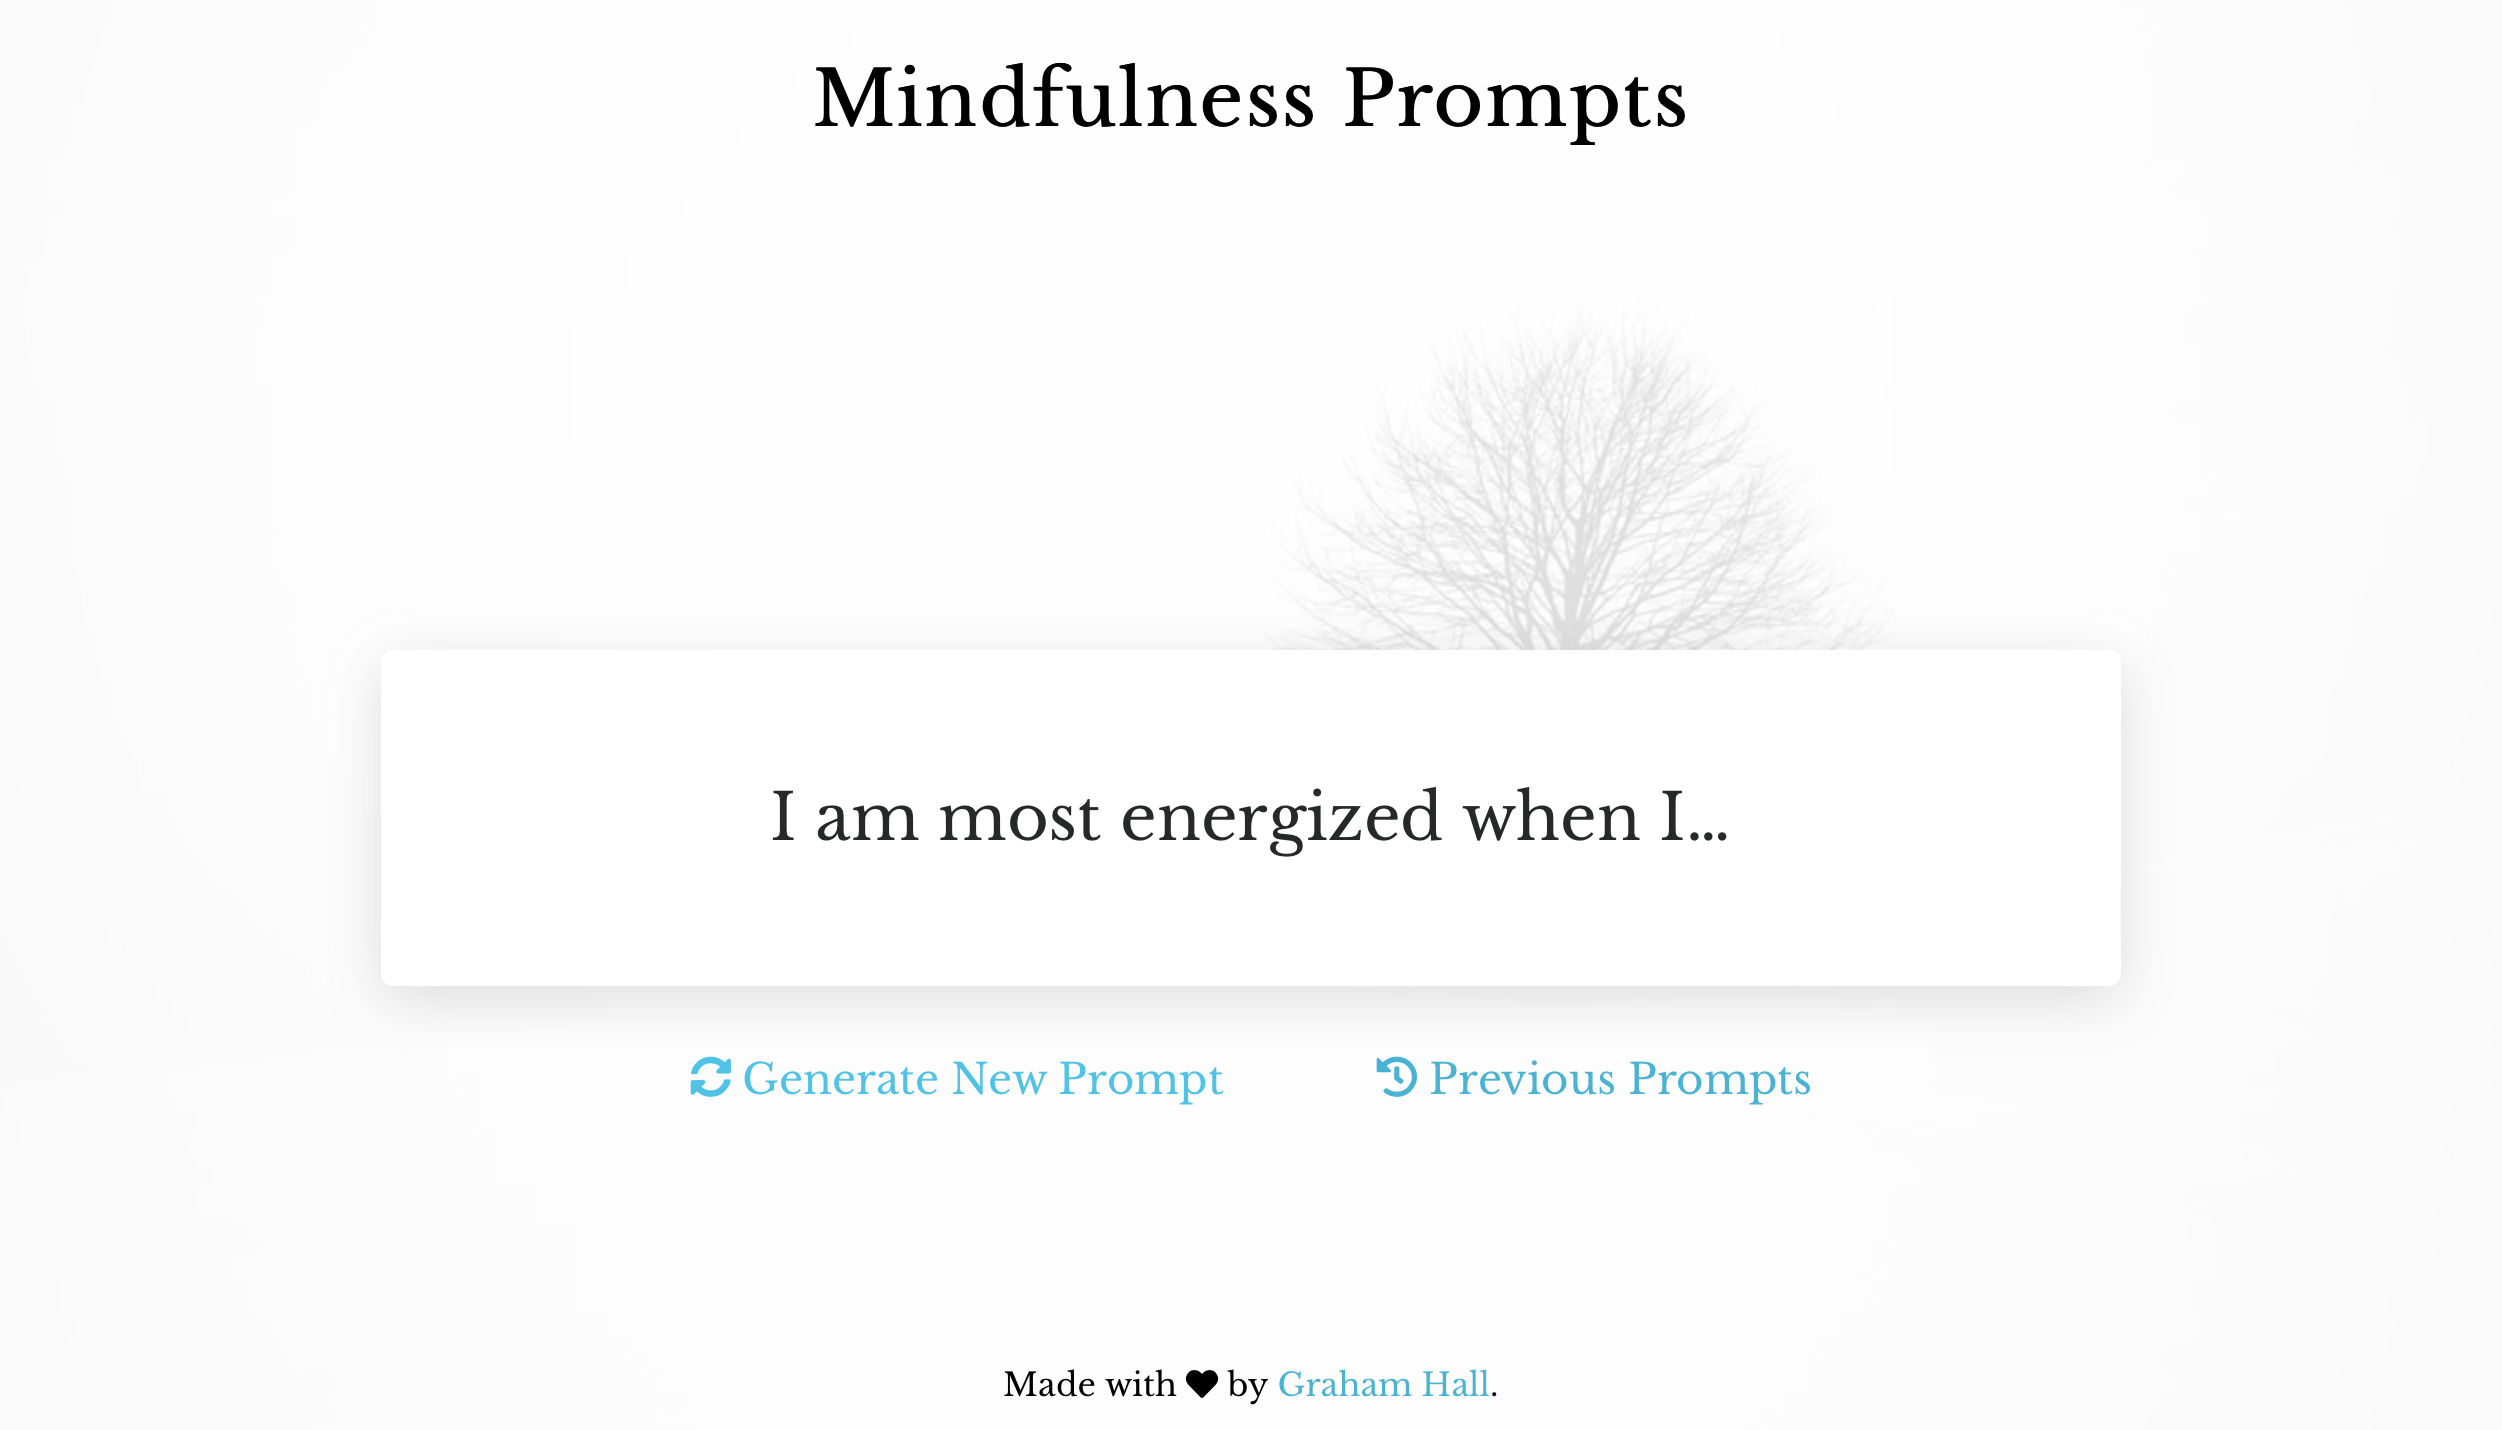 Mindfulness Prompts
I am most energized when I...
Generate New Prompt
Previous Prompts
Made with ♥ by Graham Hall.